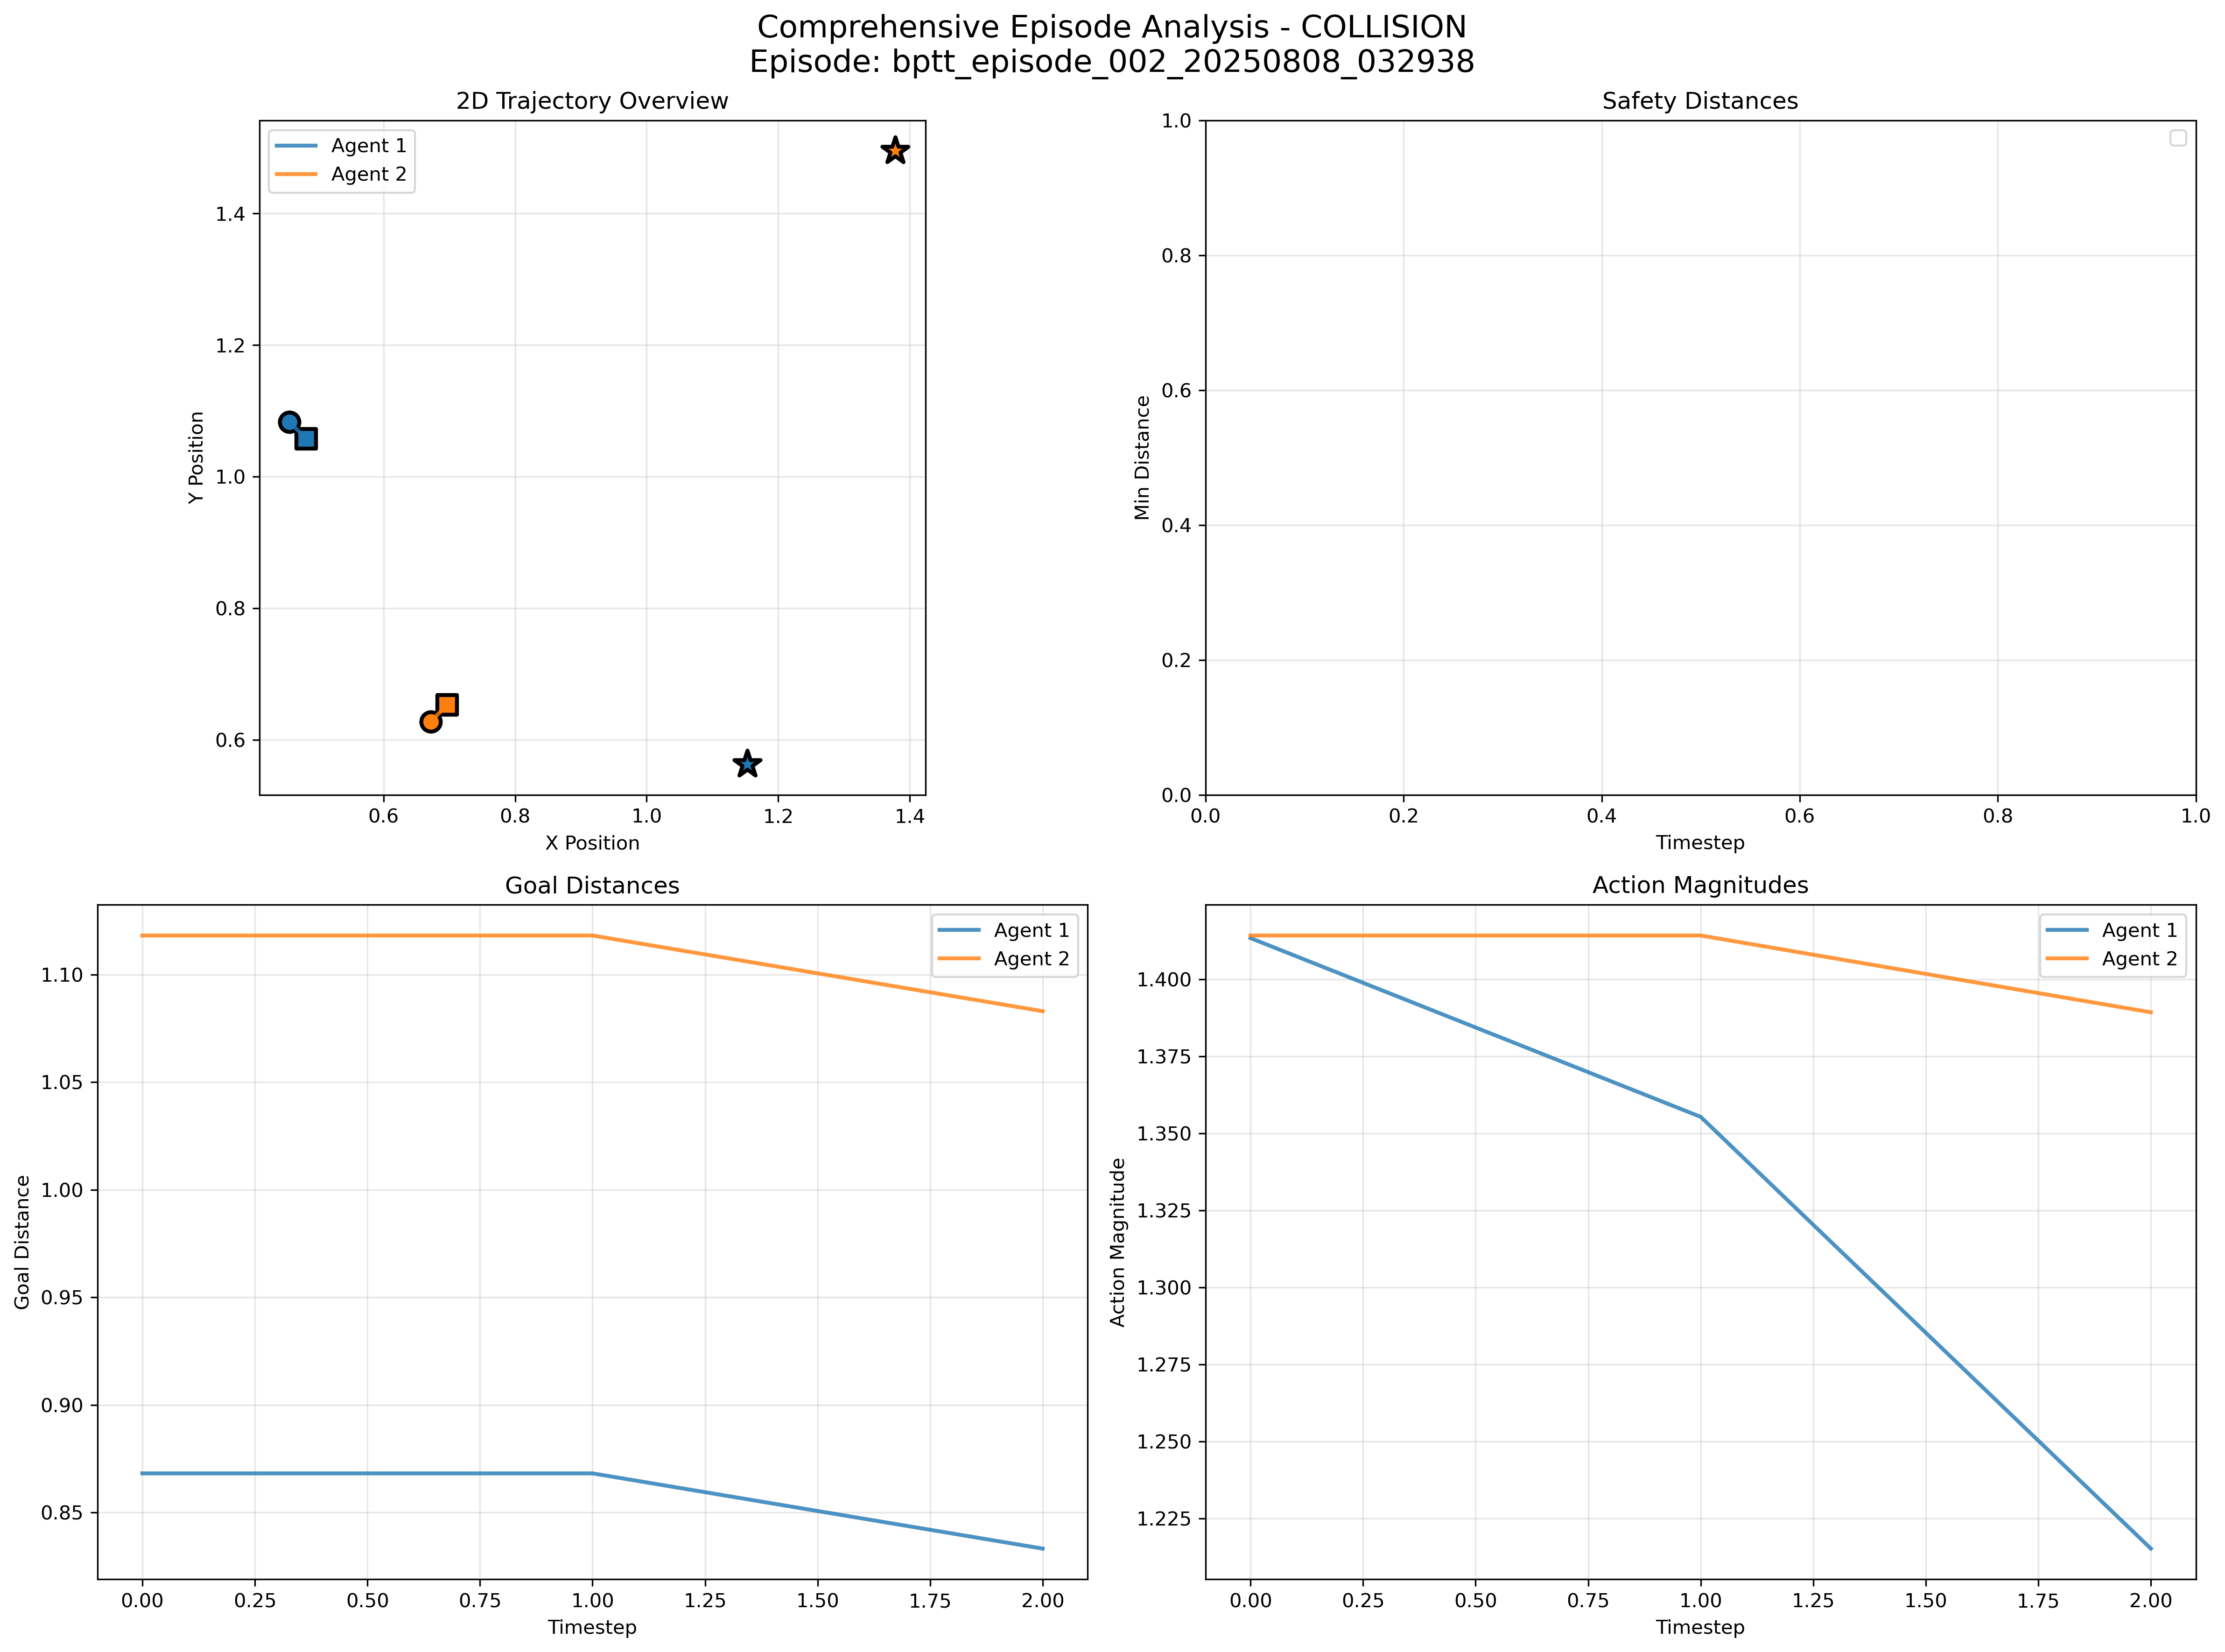 Comprehensive Episode Analysis - COLLISION
Episode: bptt_episode_002_20250808_032938
2D Trajectory Overview
Agent 1
Agent 2
1.4
1.2
1.0
0.8
0.6
Y Position
0.6 0.8 1.0 1.2 1.4
X Position
Safety Distances
1.0
0.8
0.6
0.4
0.2
0.0
Min Distance
0.0 0.2 0.4 0.6 0.8 1.0
Timestep
Goal Distances
Agent 1
Agent 2
1.10
1.05
1.00
0.95
0.90
0.85
Goal Distance
0.00 0.25 0.50 0.75 1.00 1.25 1.50 1.75 2.00
Timestep
Action Magnitudes
Agent 1
Agent 2
1.400
1.375
1.350
1.325
1.300
1.275
1.250
1.225
Action Magnitude
0.00 0.25 0.50 0.75 1.00 1.25 1.50 1.75 2.00
Timestep